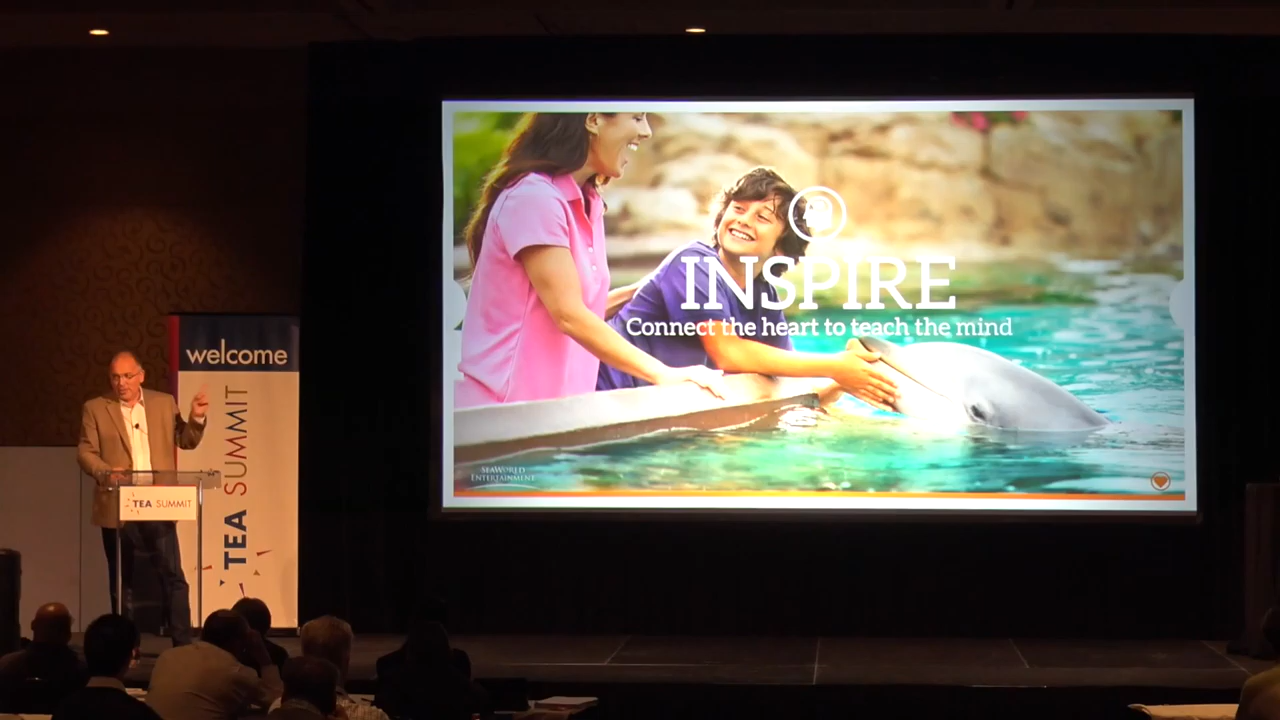 INSPIRE
Connect the heart to teach the mind
SEAWORLD
ENTERTAINMENT
welcome
TEA SUMMIT
TEA SUMMIT